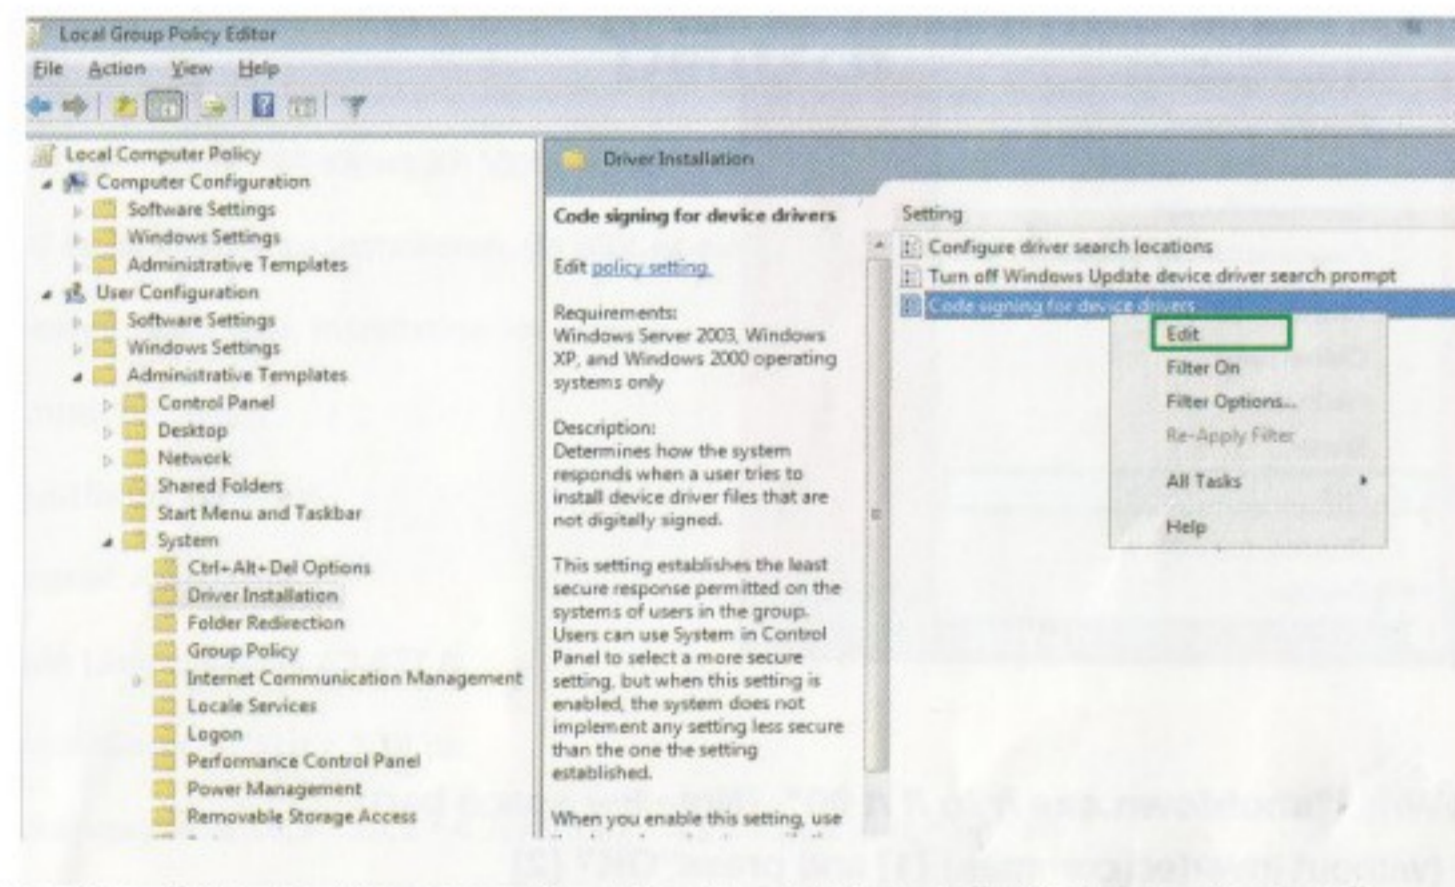 Local Group Policy Editor
File Action View Help
Local Computer Policy
Computer Configuration
Software Settings
Windows Settings
Administrative Templates
User Configuration
Software Settings
Windows Settings
Administrative Templates
Control Panel
Desktop
Network
Shared Folders
Start Menu and Taskbar
System
Ctrl+Alt+Del Options
Driver Installation
Folder Redirection
Group Policy
Internet Communication Management
Locale Services
Logon
Performance Control Panel
Power Management
Removable Storage Access
Driver Installation
Code signing for device drivers
Edit policy setting.
Requirements:
Windows Server 2003, Windows
XP, and Windows 2000 operating
systems only
Description:
Determines how the system
responds when a user tries to
install device driver files that are
not digitally signed.
This setting establishes the least
secure response permitted on the
systems of users in the group.
Users can use System in Control
Panel to select a more secure
setting, but when this setting is
enabled, the system does not
implement any setting less secure
than the one the setting
established.
When you enable this setting, use
Setting
Configure driver search locations
Turn off Windows Update device driver search prompt
Code signing for device drivers
Edit
Filter On
Filter Options...
Re-Apply Filter
All Tasks
Help